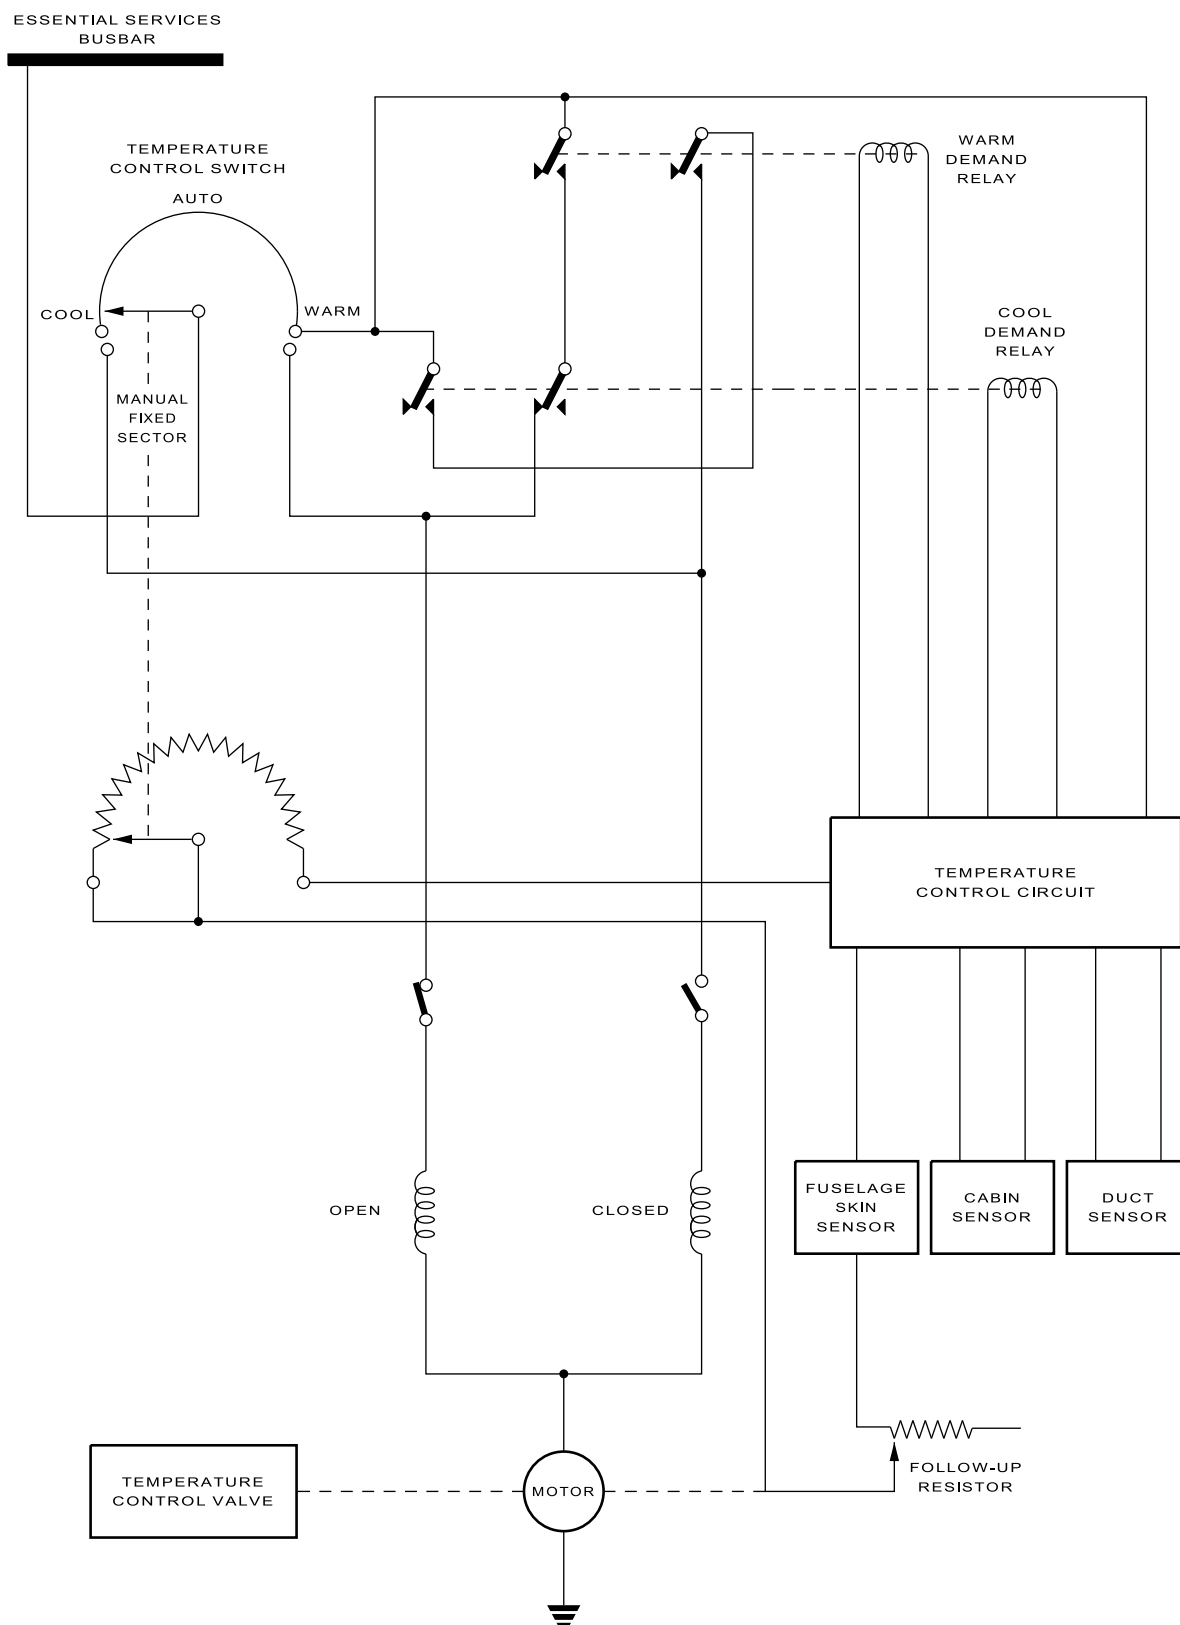 ESSENTIAL SERVICES
BUSBAR
TEMPERATURE
CONTROL SWITCH
AUTO
WARM
DEMAND
RELAY
COOL
WARM
COOL
DEMAND
RELAY
MANUAL
FIXED
SECTOR
TEMPERATURE
CONTROL CIRCUIT
OPEN
CLOSED
FUSELAGE
SKIN
SENSOR
CABIN
SENSOR
DUCT
SENSOR
TEMPERATURE
CONTROL VALVE
MOTOR
FOLLOW-UP
RESISTOR